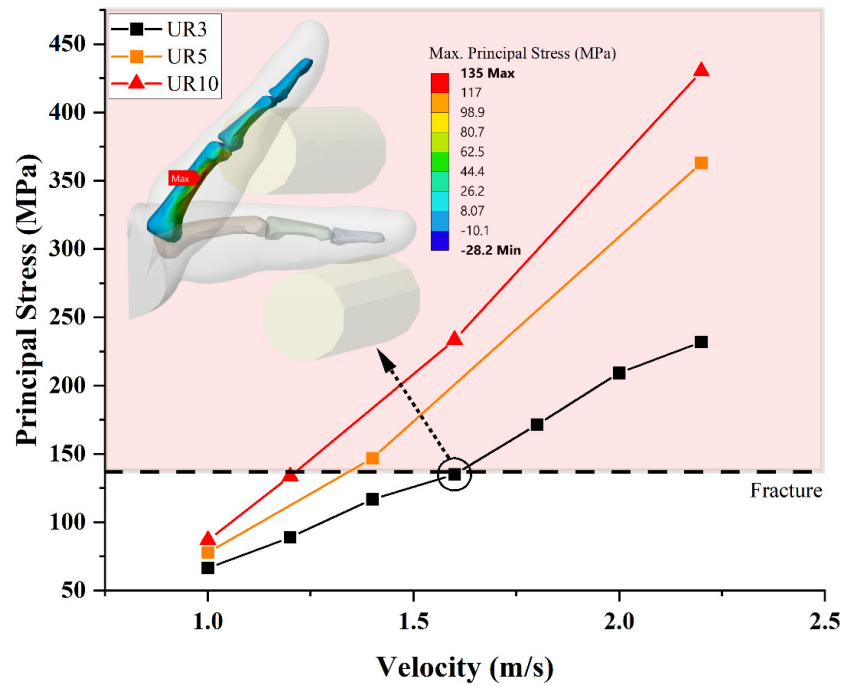 UR3
UR5
UR10
Max. Principal Stress (MPa)
135 Max
117
98.9
80.7
62.5
44.4
26.2
8.07
-10.1
-28.2 Min
Max
Fracture
Principal Stress (MPa)
450
400
350
300
250
200
150
100
50
1.0
1.5
2.0
2.5
Velocity (m/s)